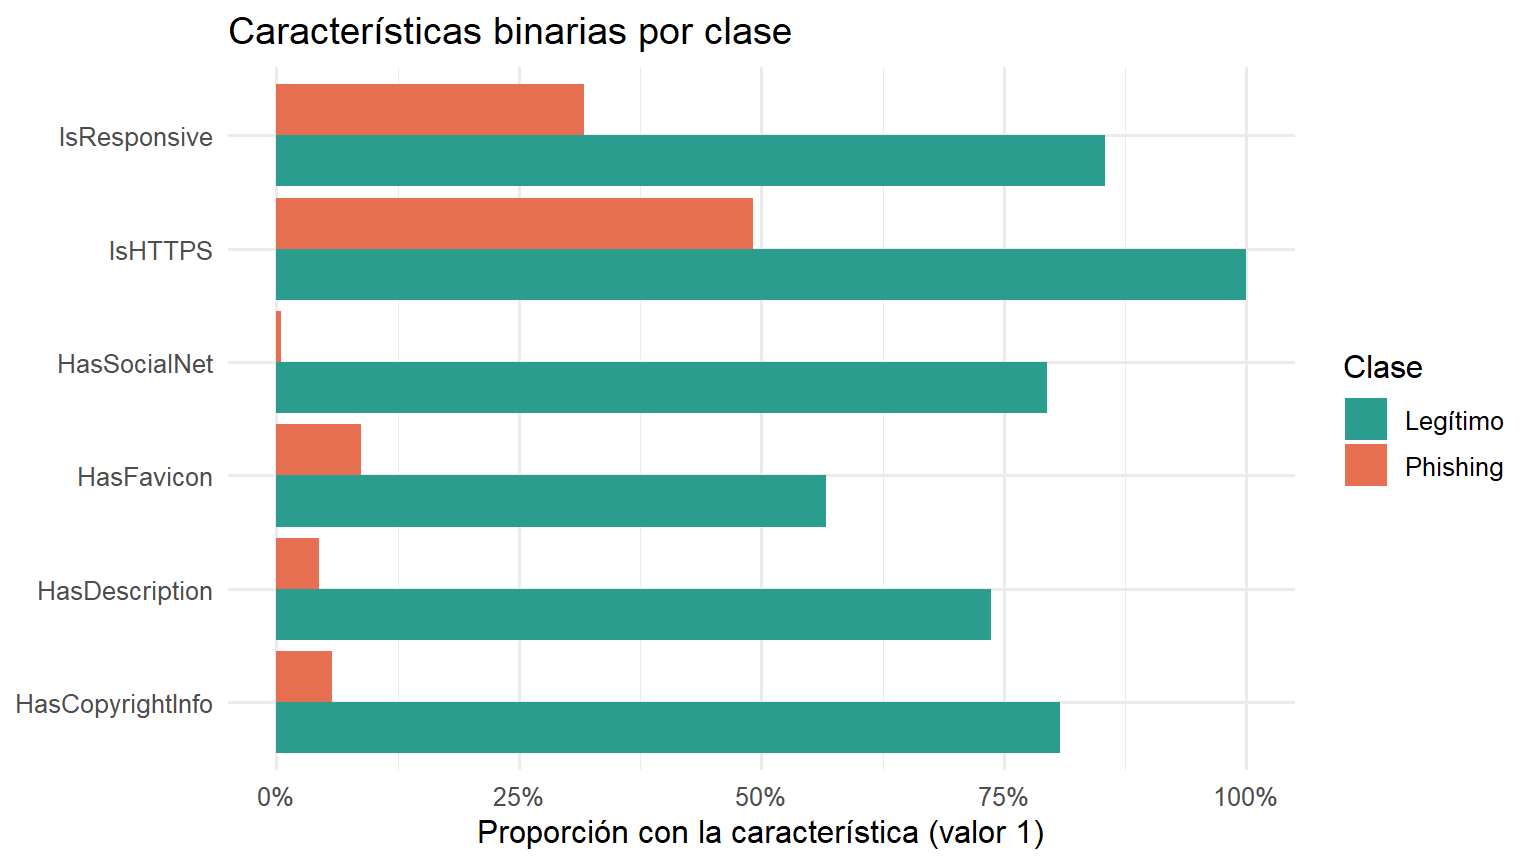 Características binarias por clase
IsResponsive
IsHTTPS
HasSocialNet
HasFavicon
HasDescription
HasCopyrightInfo
0%
25%
50%
75%
100%
Proporción con la característica (valor 1)
Clase
Legítimo
Phishing